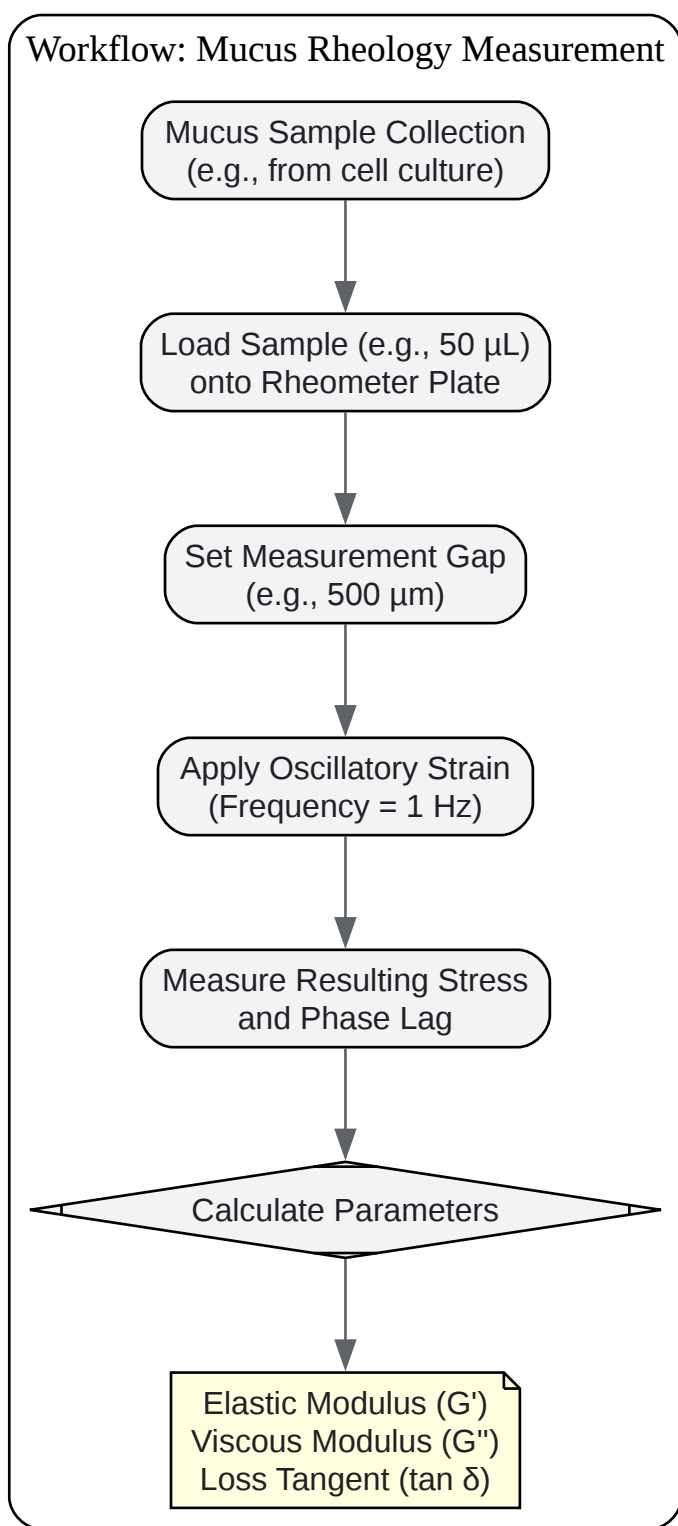 Workflow: Mucus Rheology Measurement
Mucus Sample Collection
(e.g., from cell culture)
Load Sample (e.g., 50 µL)
onto Rheometer Plate
Set Measurement Gap
(e.g., 500 µm)
Apply Oscillatory Strain
(Frequency = 1 Hz)
Measure Resulting Stress
and Phase Lag
Calculate Parameters
Elastic Modulus (G')
Viscous Modulus (G'')
Loss Tangent (tan δ)